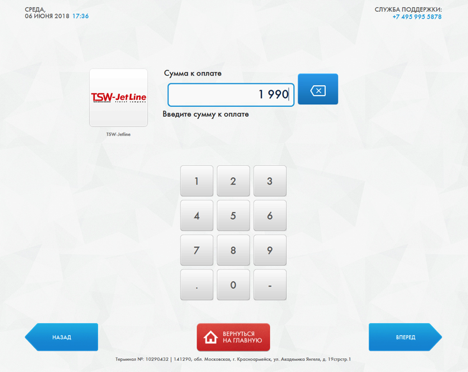 СРЕДА,
06 ИЮНЯ 2018 17:36
СЛУЖБА ПОДДЕРЖКИ:
+7 495 995 5878
TSW-JetLine
TSW-Jetline
Сумма к оплате
1 990
Введите сумму к оплате
1 2 3
4 5 6
7 8 9
. 0 -
НАЗАД
ВЕРНУТЬСЯ
НА ГЛАВНУЮ
ВПЕРЕД
Терминал №: 10290432 | 141290, обл. Московская, г. Красноармейск, ул. Академика Янгеля, д. 19стрстр.1